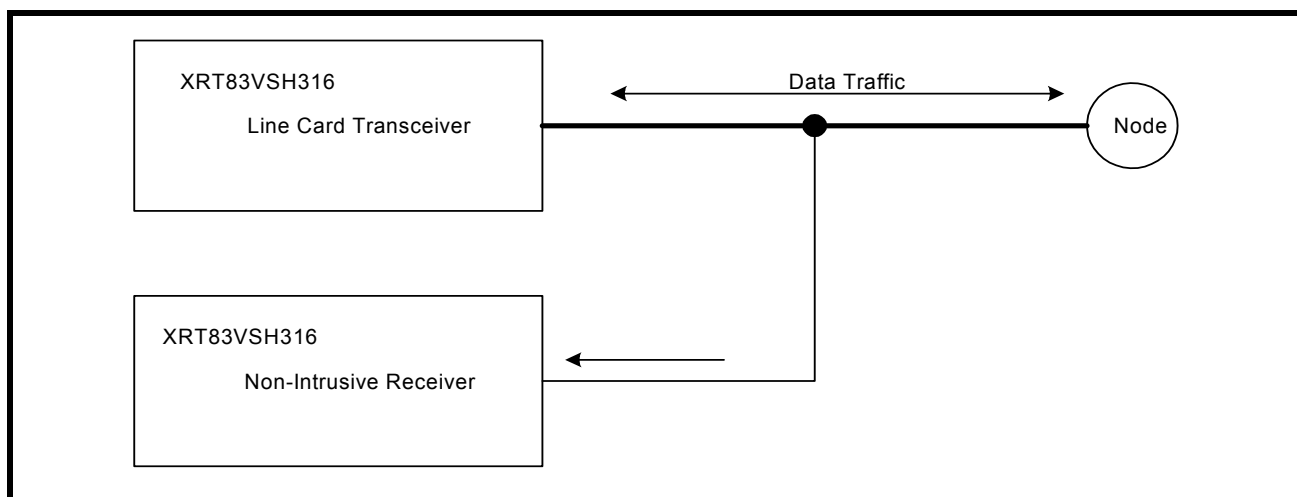 XRT83VSH316
Line Card Transceiver
Data Traffic
Node
XRT83VSH316
Non-Intrusive Receiver